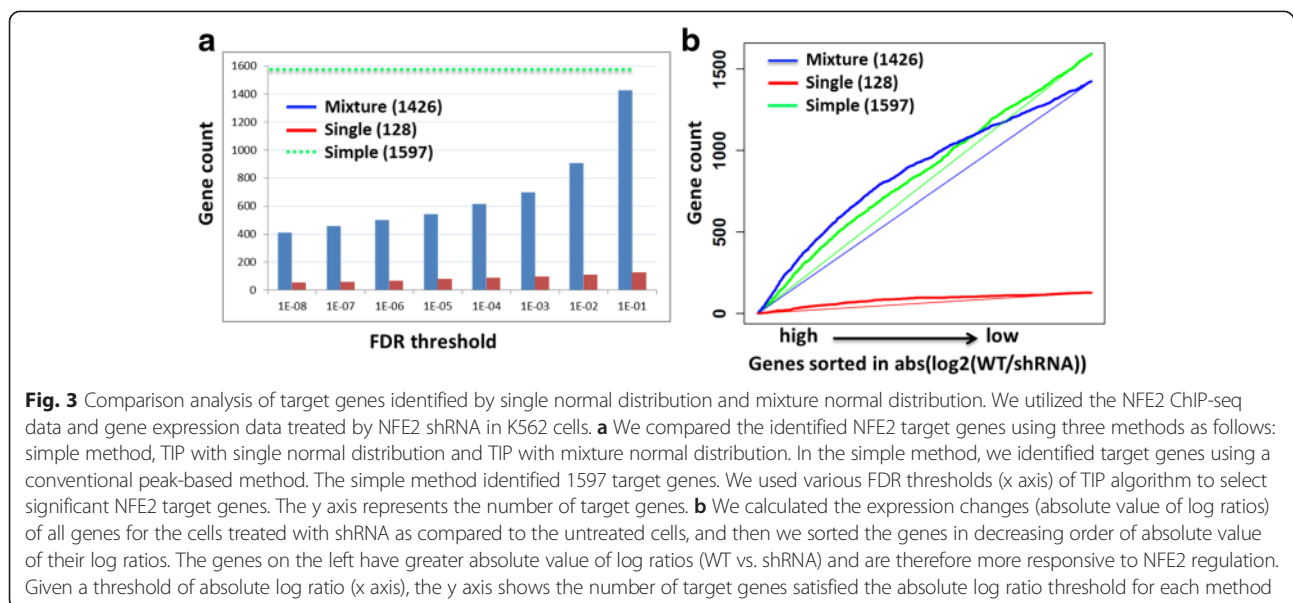 a
1600
1400
1200
1000
800
600
400
200
0
Gene count
Mixture (1426)
Single (128)
Simple (1597)
1E-08 1E-07 1E-06 1E-05 1E-04 1E-03 1E-02 1E-01
FDR threshold
b
1500
1000
500
0
Gene count
Mixture (1426)
Single (128)
Simple (1597)
high low
Genes sorted in abs(log2(WT/shRNA))
Fig. 3 Comparison analysis of target genes identified by single normal distribution and mixture normal distribution. We utilized the NFE2 ChIP-seq
data and gene expression data treated by NFE2 shRNA in K562 cells. a We compared the identified NFE2 target genes using three methods as follows:
simple method, TIP with single normal distribution and TIP with mixture normal distribution. In the simple method, we identified target genes using a
conventional peak-based method. The simple method identified 1597 target genes. We used various FDR thresholds (x axis) of TIP algorithm to select
significant NFE2 target genes. The y axis represents the number of target genes. b We calculated the expression changes (absolute value of log ratios)
of all genes for the cells treated with shRNA as compared to the untreated cells, and then we sorted the genes in decreasing order of absolute value
of their log ratios. The genes on the left have greater absolute value of log ratios (WT vs. shRNA) and are therefore more responsive to NFE2 regulation.
Given a threshold of absolute log ratio (x axis), the y axis shows the number of target genes satisfied the absolute log ratio threshold for each method